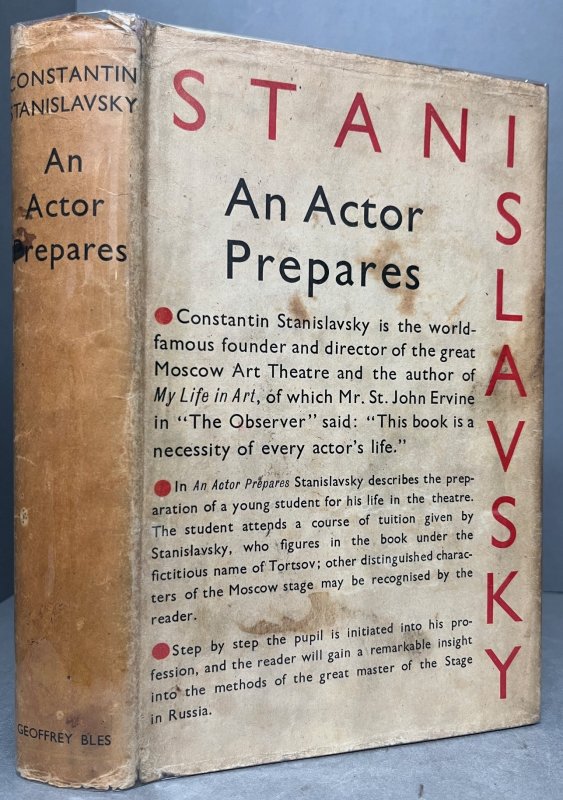 CONSTANTIN
STANISLAVSKY
An
Actor
Prepares
GEOFFREY BLES
STANISLAVSKY
An Actor
Prepares
Constantin Stanislavsky is the world-
famous founder and director of the great
Moscow Art Theatre and the author of
My Life in Art, of which Mr. St. John Ervine
in "The Observer" said: "This book is a
necessity of every actor's life."
In An Actor Prepares Stanislavsky describes the prep-
aration of a young student for his life in the theatre.
The student attends a course of tuition given by
Stanislavsky, who figures in the book under the
fictitious name of Tortsov; other distinguished charac-
ters of the Moscow stage may be recognised by the
reader.
Step by step the pupil is initiated into his pro-
fession, and the reader will gain a remarkable insight
into the methods of the great master of the Stage
in Russia.